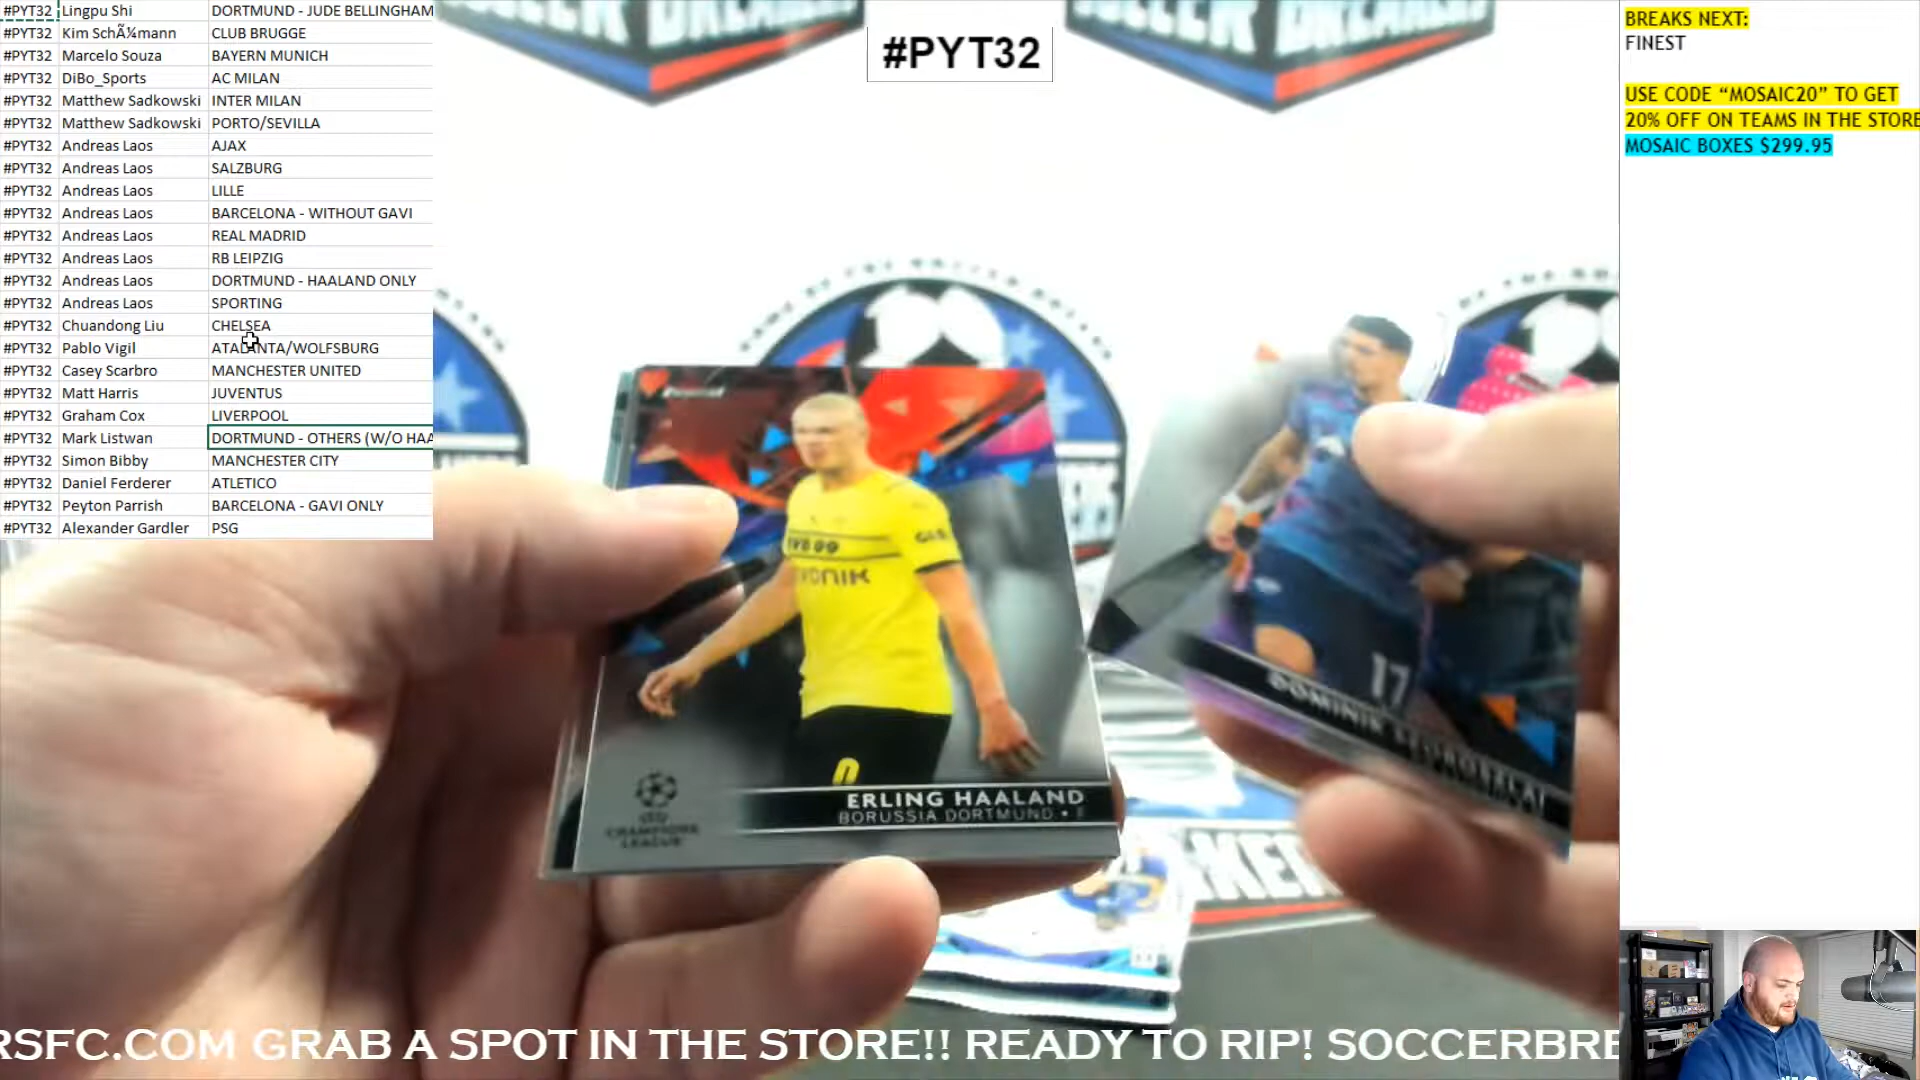 #PYT32 Lingpu Shi DORTMUND - JUDE BELLINGHAM
#PYT32 Kim SchÃ¼mann CLUB BRUGGE
#PYT32 Marcelo Souza BAYERN MUNICH
#PYT32 DiBo_Sports AC MILAN
#PYT32 Matthew Sadkowski INTER MILAN
#PYT32 Matthew Sadkowski PORTO/SEVILLA
#PYT32 Andreas Laos AJAX
#PYT32 Andreas Laos SALZBURG
#PYT32 Andreas Laos LILLE
#PYT32 Andreas Laos BARCELONA - WITHOUT GAVI
#PYT32 Andreas Laos REAL MADRID
#PYT32 Andreas Laos RB LEIPZIG
#PYT32 Andreas Laos DORTMUND - HAALAND ONLY
#PYT32 Andreas Laos SPORTING
#PYT32 Chuandong Liu CHELSEA
#PYT32 Pablo Vigil ATALANTA/WOLFSBURG
#PYT32 Casey Scarbro MANCHESTER UNITED
#PYT32 Matt Harris JUVENTUS
#PYT32 Graham Cox LIVERPOOL
#PYT32 Mark Listwan DORTMUND - OTHERS (W/O HAA
#PYT32 Simon Bibby MANCHESTER CITY
#PYT32 Daniel Ferderer ATLETICO
#PYT32 Peyton Parrish BARCELONA - GAVI ONLY
#PYT32 Alexander Gardler PSG
#PYT32
BREAKS NEXT:
FINEST
USE CODE “MOSAIC20” TO GET
20% OFF ON TEAMS IN THE STORE
MOSAIC BOXES $299.95
ERLING HAALAND
BORUSSIA DORTMUND • F
CHAMPIONS
LEAGUE
17
DOMINIK SZOBOSZLAI
RSFC.COM GRAB A SPOT IN THE STORE!! READY TO RIP! SOCCERBRE